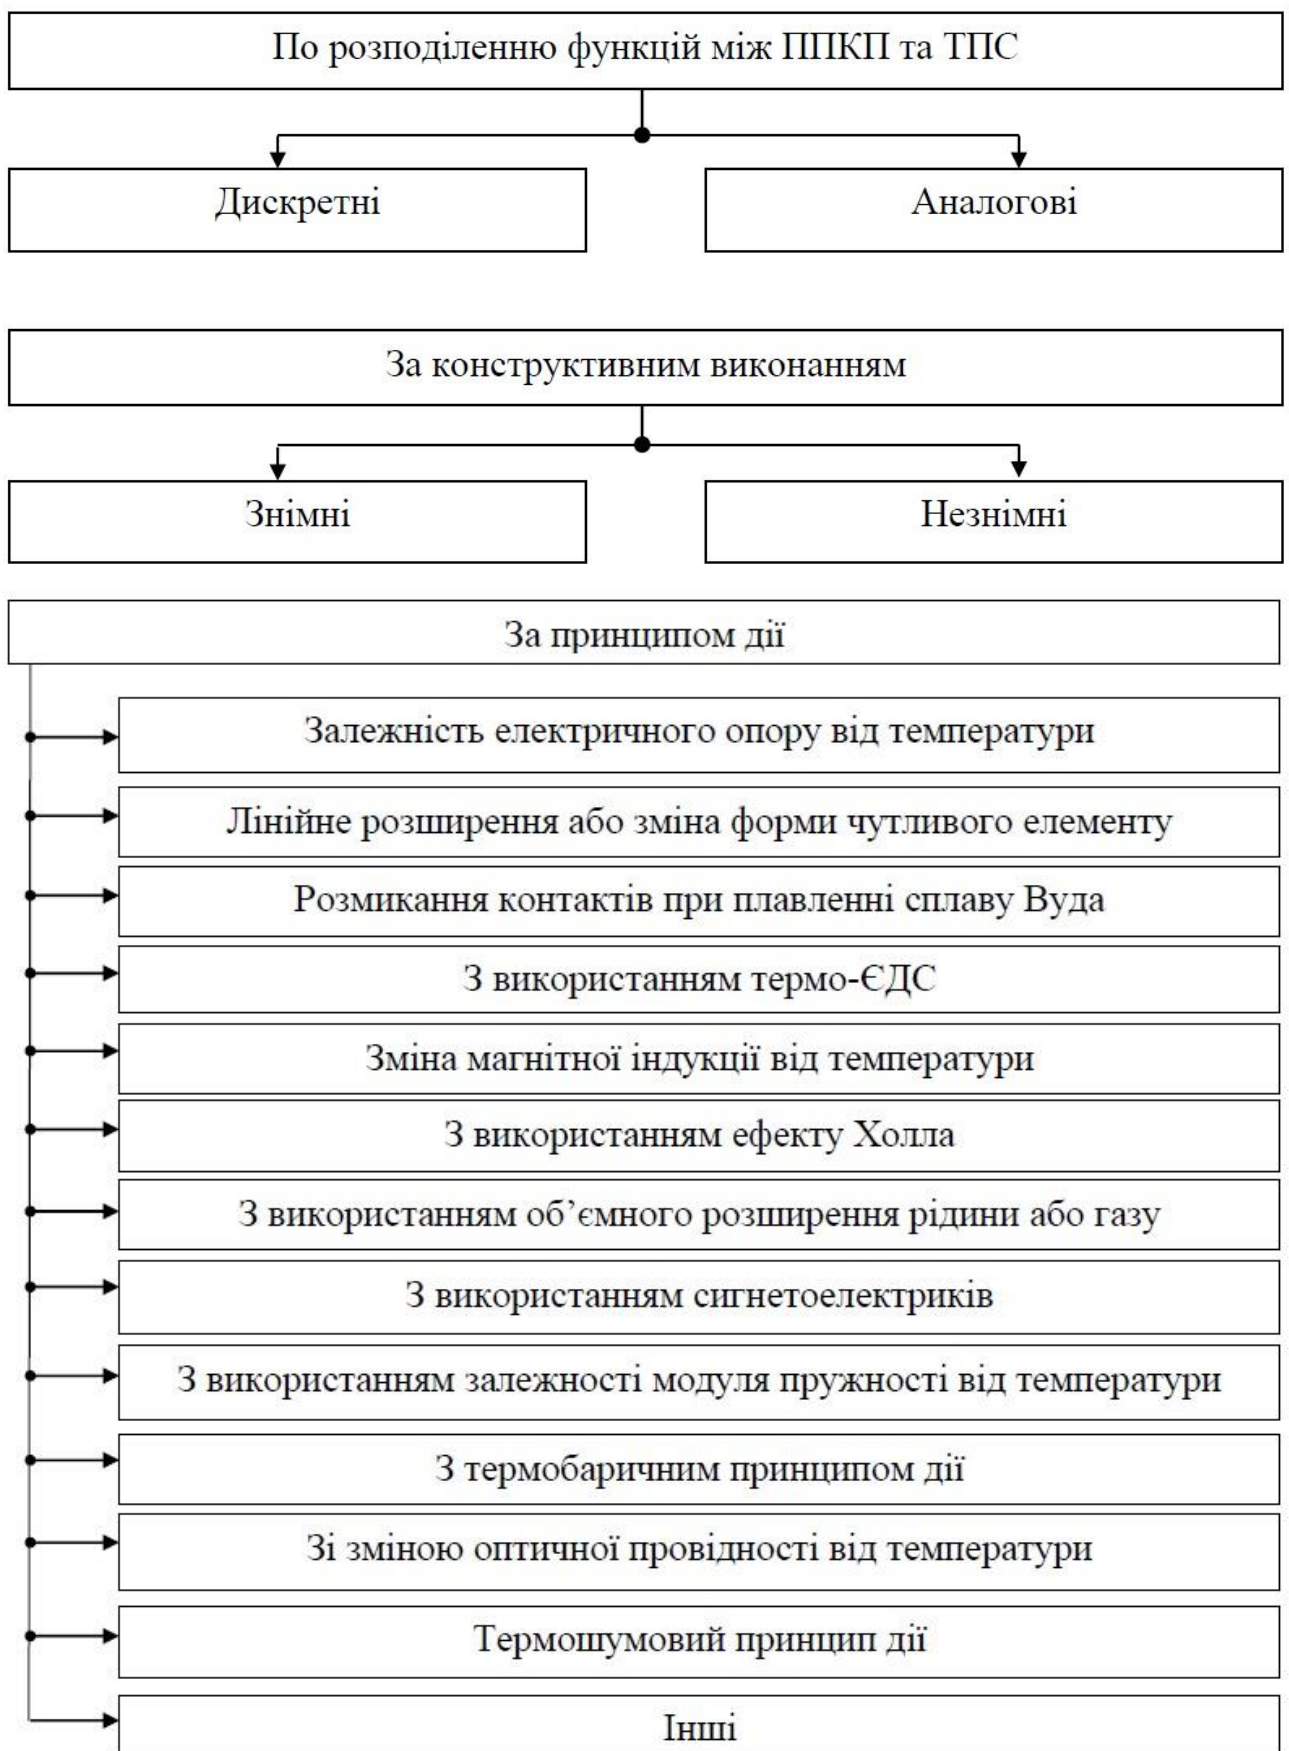 По розподіленню функцій між ППКП та ТПС
Дискретні
Аналогові
За конструктивним виконанням
Знімні
Незнімні
За принципом дії
Залежність електричного опору від температури
Лінійне розширення або зміна форми чутливого елементу
Розмикання контактів при плавленні сплаву Вуда
З використанням термо-ЄДС
Зміна магнітної індукції від температури
З використанням ефекту Холла
З використанням об’ємного розширення рідини або газу
З використанням сигнетоелектриків
З використанням залежності модуля пружності від температури
З термобаричним принципом дії
Зі зміною оптичної провідності від температури
Термошумовий принцип дії
Інші